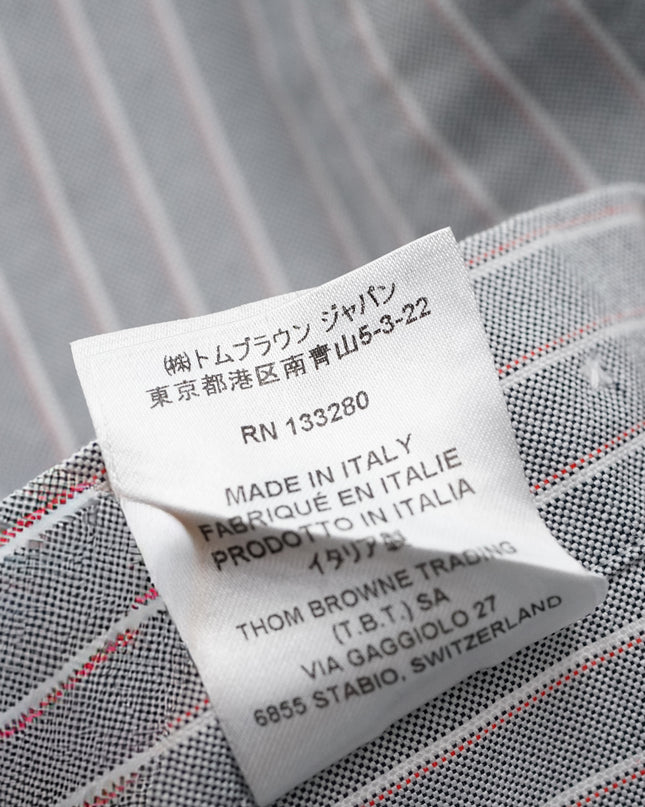 ㈱トムブラウン ジャパン
東京都港区南青山5-3-22
RN 133280
MADE IN ITALY
FABRIQUÉ EN ITALIE
PRODOTTO IN ITALIA
イタリア製
THOM BROWNE TRADING
(T.B.T.) SA
VIA GAGGIOLO 27
6855 STABIO, SWITZERLAND